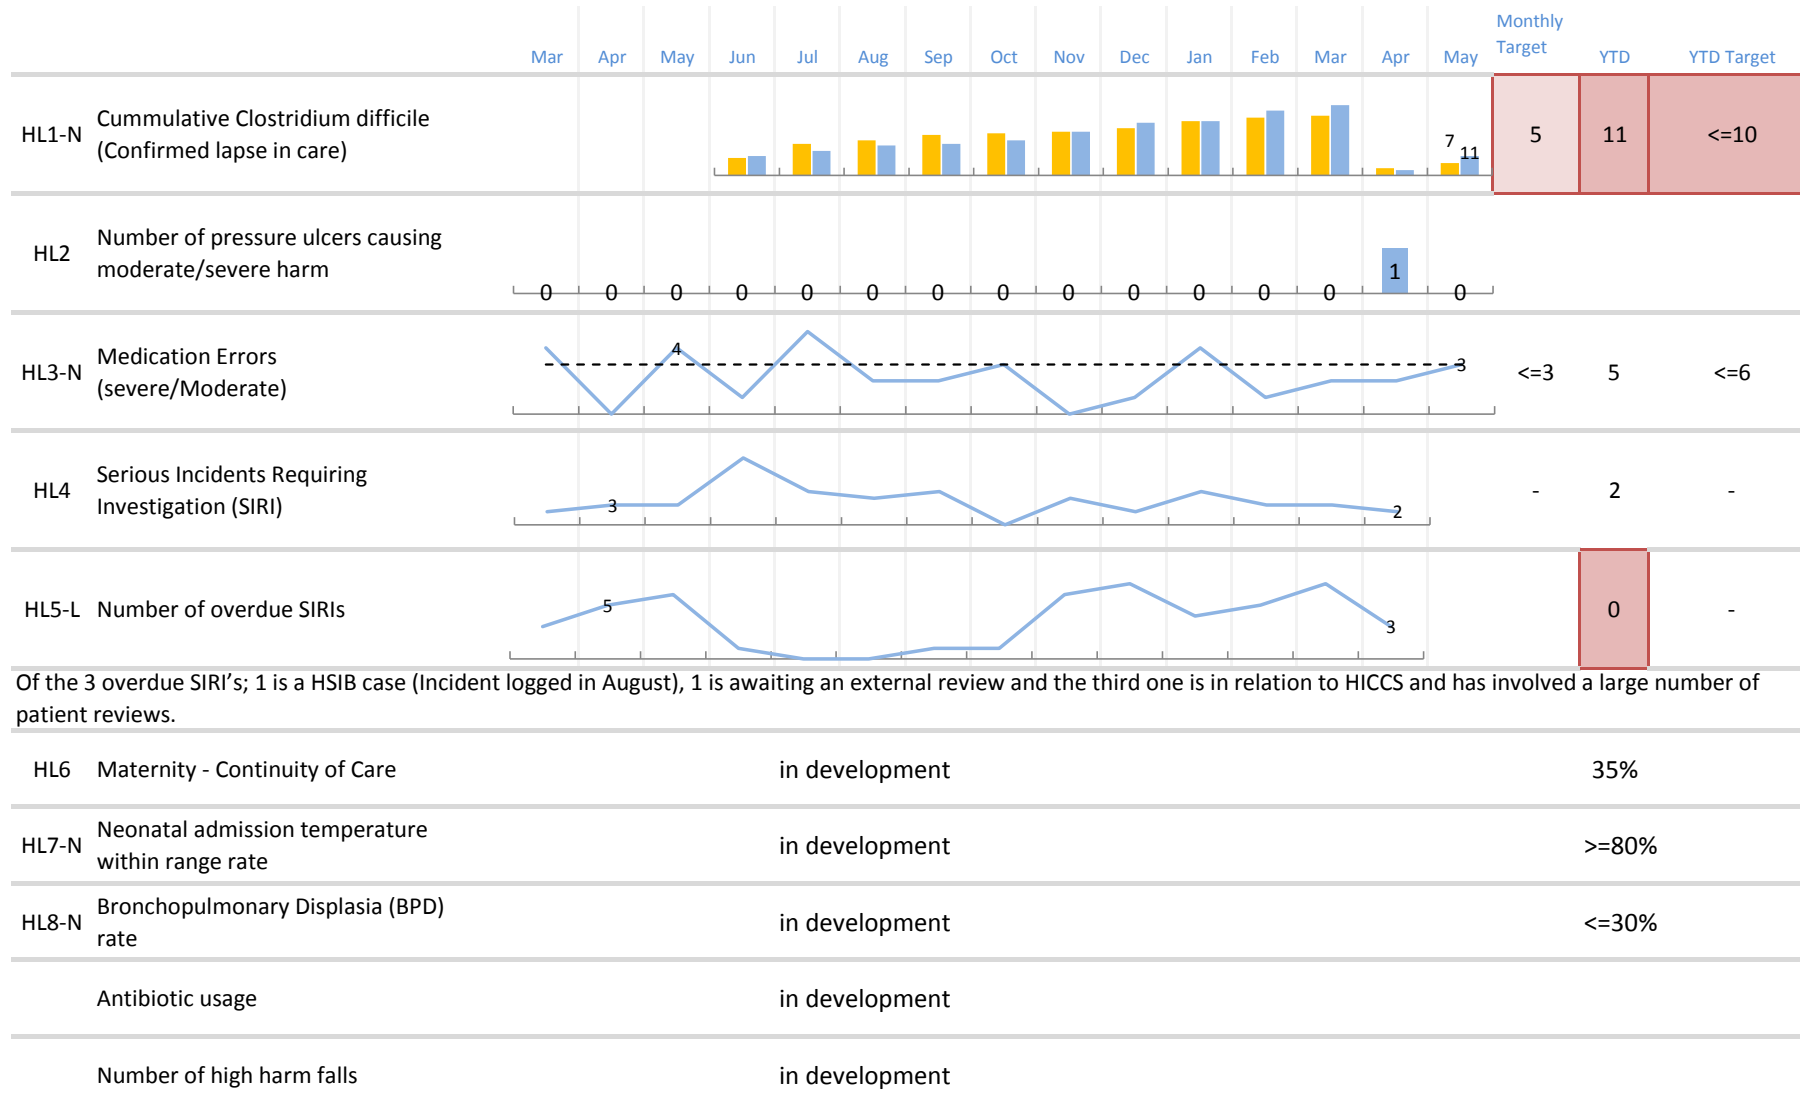 Monthly
Mar Apr May Jun Jul Aug Sep Oct Nov Dec Jan Feb Mar Apr May Target YTD YTD Target
Cummulative Clostridium difficile
HL1-N (Confirmed lapse in care) 7 11 5 11 <=10
Number of pressure ulcers causing
HL2 moderate/severe harm
0 0 0 0 0 0 0 0 0 0 0 0 0 1 0
Medication Errors
HL3-N (severe/Moderate) 4 3 <=3 5 <=6
Serious Incidents Requiring
HL4 Investigation (SIRI) 3 2 - 2 -
HL5-L Number of overdue SIRIs 5 3 0 -
Of the 3 overdue SIRI's; 1 is a HSIB case (Incident logged in August), 1 is awaiting an external review and the third one is in relation to HICCS and has involved a large number of
patient reviews.
HL6 Maternity - Continuity of Care in development 35%
Neonatal admission temperature
HL7-N within range rate in development >=80%
Bronchopulmonary Displasia (BPD)
HL8-N rate in development <=30%
Antibiotic usage in development
Number of high harm falls in development